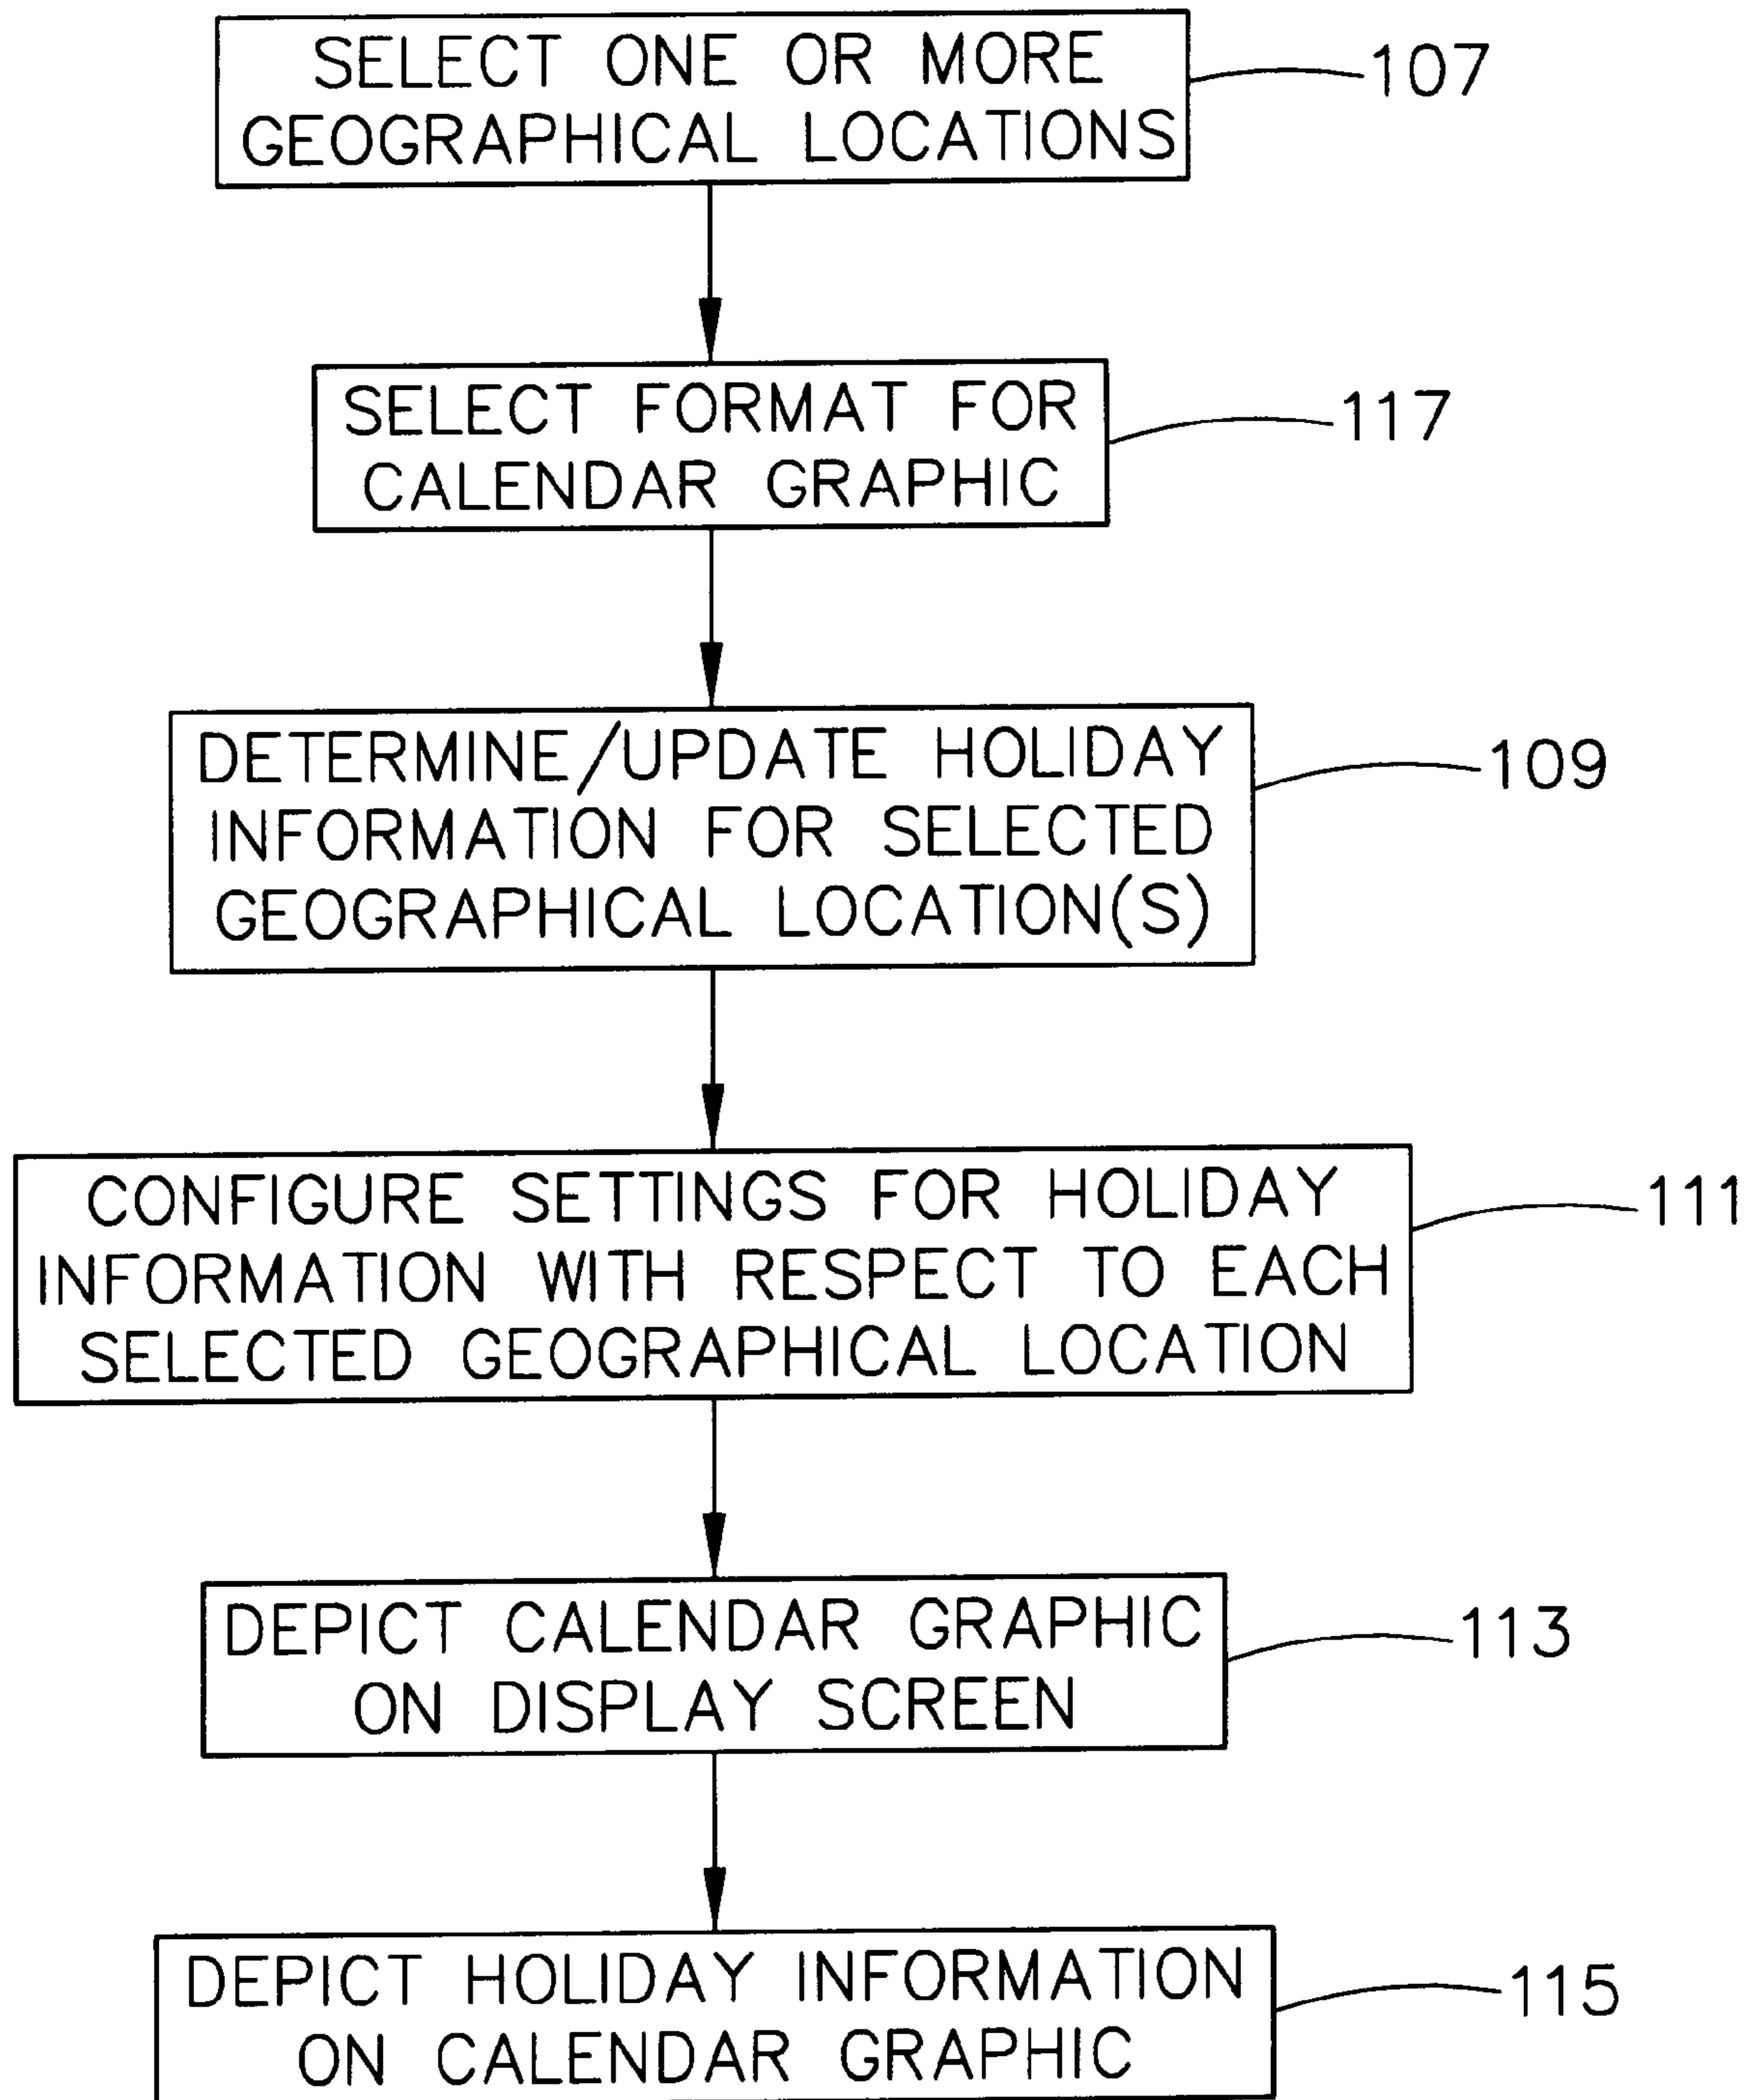 SELECT ONE OR MORE
GEOGRAPHICAL LOCATIONS
107
SELECT FORMAT FOR
CALENDAR GRAPHIC
117
DETERMINE/UPDATE HOLIDAY
INFORMATION FOR SELECTED
GEOGRAPHICAL LOCATION(S)
109
CONFIGURE SETTINGS FOR HOLIDAY
INFORMATION WITH RESPECT TO EACH
SELECTED GEOGRAPHICAL LOCATION
111
DEPICT CALENDAR GRAPHIC
ON DISPLAY SCREEN
113
DEPICT HOLIDAY INFORMATION
ON CALENDAR GRAPHIC
115